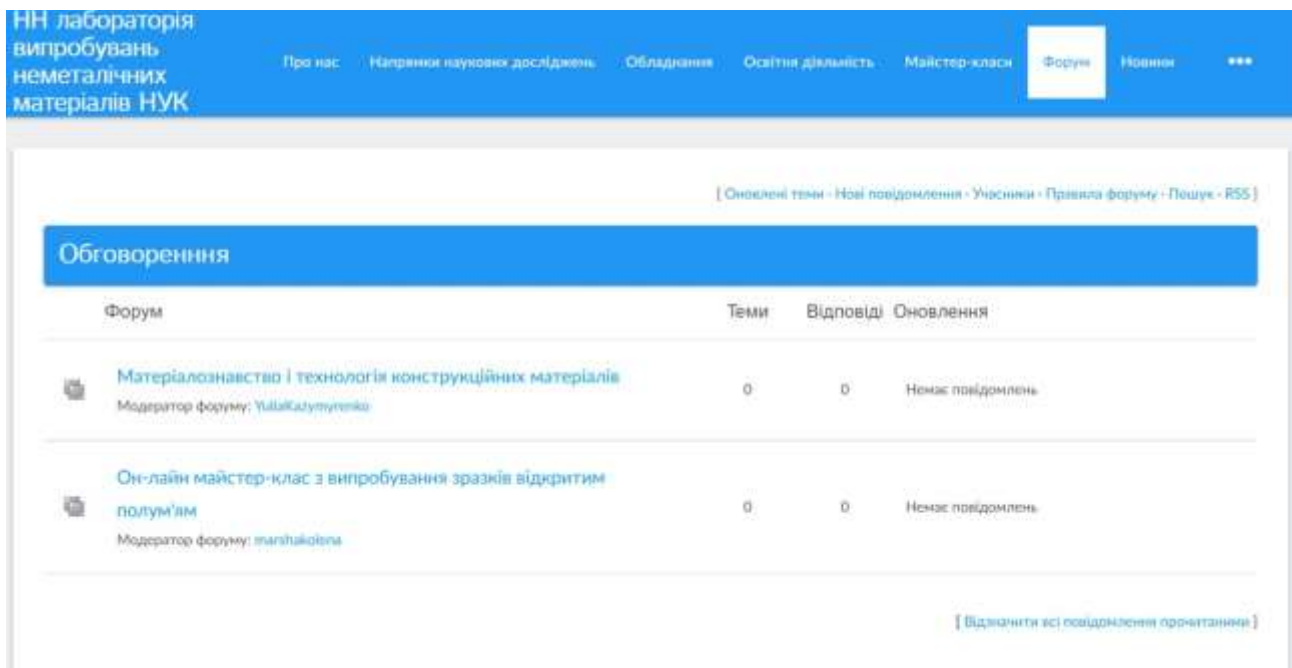 НН лабораторія
випробувань
неметалічних
матеріалів НУК
Про нас Напрямки наукових досліджень Обладнання Освітня діяльність Майстер-класи Форум Новини •••
[ Оновлені теми · Нові повідомлення · Учасники · Правила форуму · Пошук · RSS ]
Обговоренння
Форум Теми Відповіді Оновлення
Матеріалознавство і технологія конструкційних матеріалів
0 0 Немає повідомлень
Модератор форуму: YuliaKazymyrenko
Он-лайн майстер-клас з випробування зразків відкритим
полум'ям
0 0 Немає повідомлень
Модератор форуму: marshakolena
[ Відзначити всі повідомлення прочитаними ]